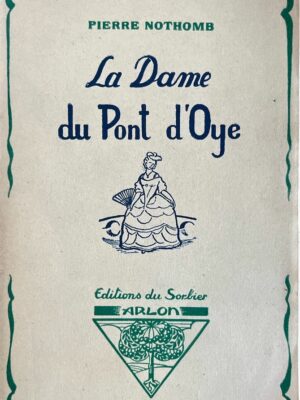 PIERRE NOTHOMB
La Dame
du Pont d'Oye
Editions du Sorbier
ARLON